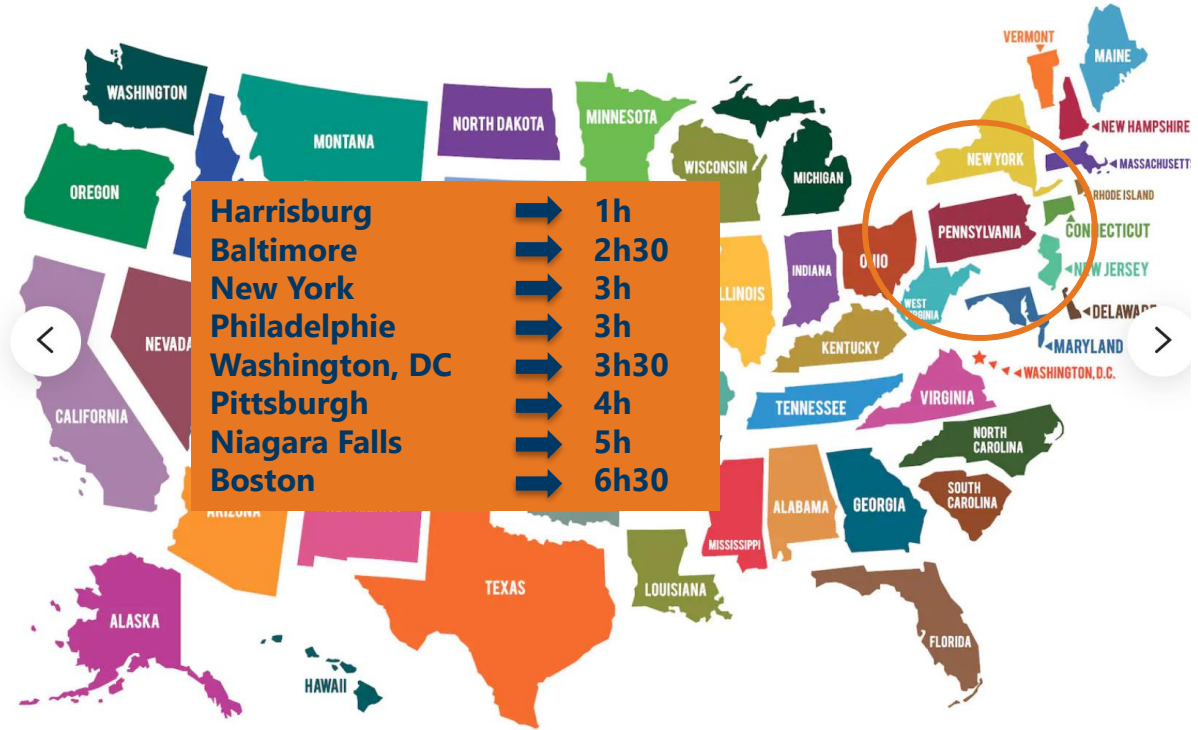 VERMONT
MAINE
WASHINGTON
MONTANA
NORTH DAKOTA
MINNESOTA
NEW HAMPSHIRE
WISCONSIN
NEW YORK
MASSACHUSETTS
MICHIGAN
OREGON
RHODE ISLAND
Harrisburg 1h
Baltimore 2h30
New York 3h
Philadelphie 3h
Washington, DC 3h30
Pittsburgh 4h
Niagara Falls 5h
Boston 6h30
PENNSYLVANIA
CONNECTICUT
OHIO
INDIANA
NEW JERSEY
LLINOIS
WEST
VIRGINIA
DELAWARE
NEVADA
KENTUCKY
MARYLAND
WASHINGTON, D.C.
CALIFORNIA
TENNESSEE
VIRGINIA
NORTH
CAROLINA
SOUTH
CAROLINA
ARIZONA
ALABAMA
GEORGIA
MISSISSIPPI
TEXAS
LOUISIANA
ALASKA
FLORIDA
HAWAII